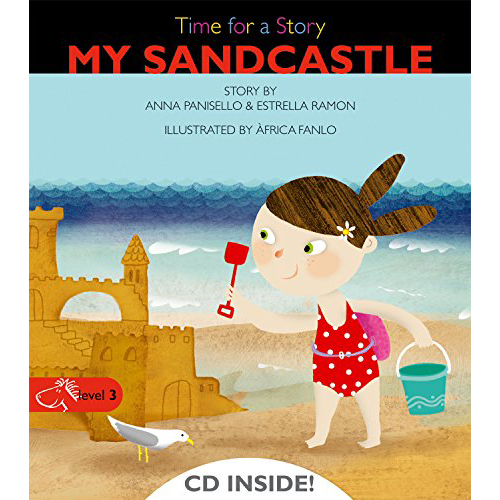 Time for a Story
MY SANDCASTLE
STORY BY
ANNA PANISELLO & ESTRELLA RAMON
ILLUSTRATED BY ÀFRICA FANLO
level 3
CD INSIDE!